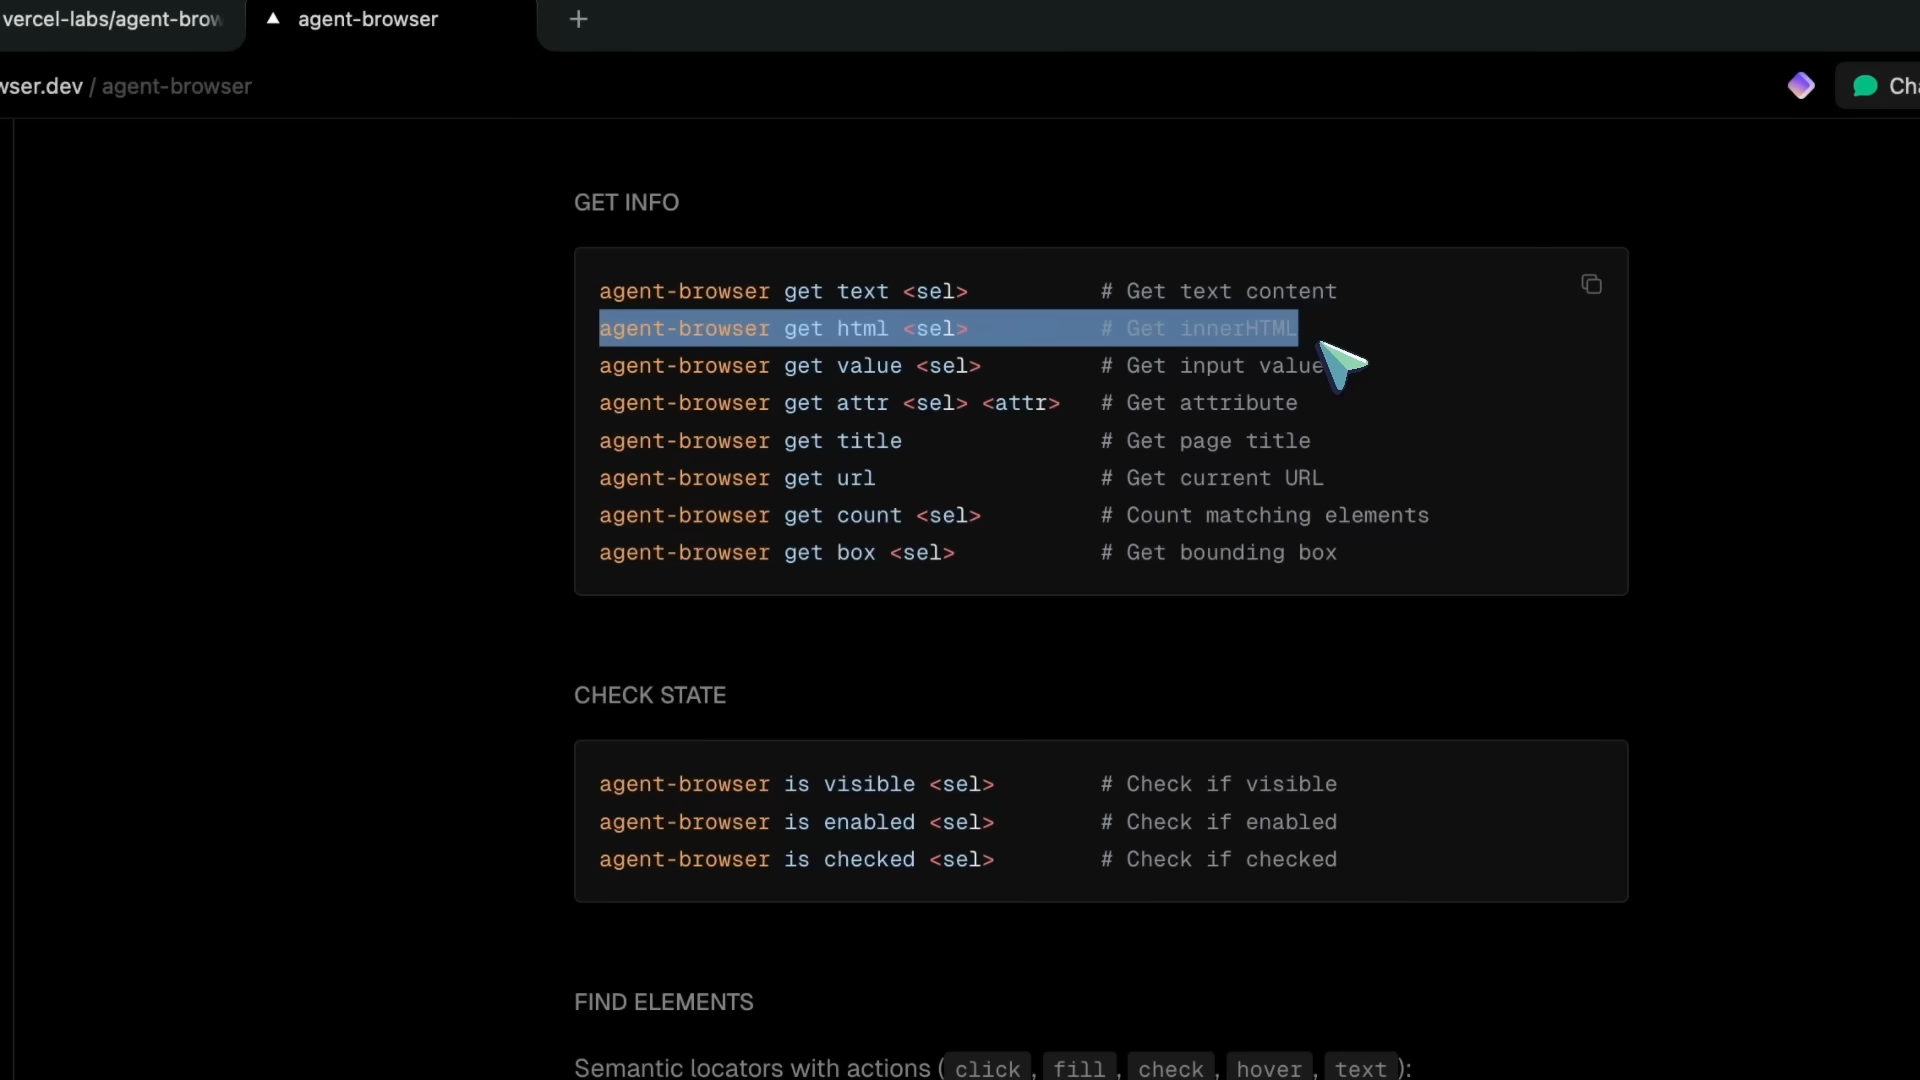 vercel-labs/agent-brow
agent-browser
wser.dev / agent-browser
Cha
GET INFO
agent-browser get text <sel> # Get text content
agent-browser get html <sel> # Get innerHTML
agent-browser get value <sel> # Get input value
agent-browser get attr <sel> <attr> # Get attribute
agent-browser get title # Get page title
agent-browser get url # Get current URL
agent-browser get count <sel> # Count matching elements
agent-browser get box <sel> # Get bounding box
CHECK STATE
agent-browser is visible <sel> # Check if visible
agent-browser is enabled <sel> # Check if enabled
agent-browser is checked <sel> # Check if checked
FIND ELEMENTS
Semantic locators with actions ( click , fill , check , hover , text ):